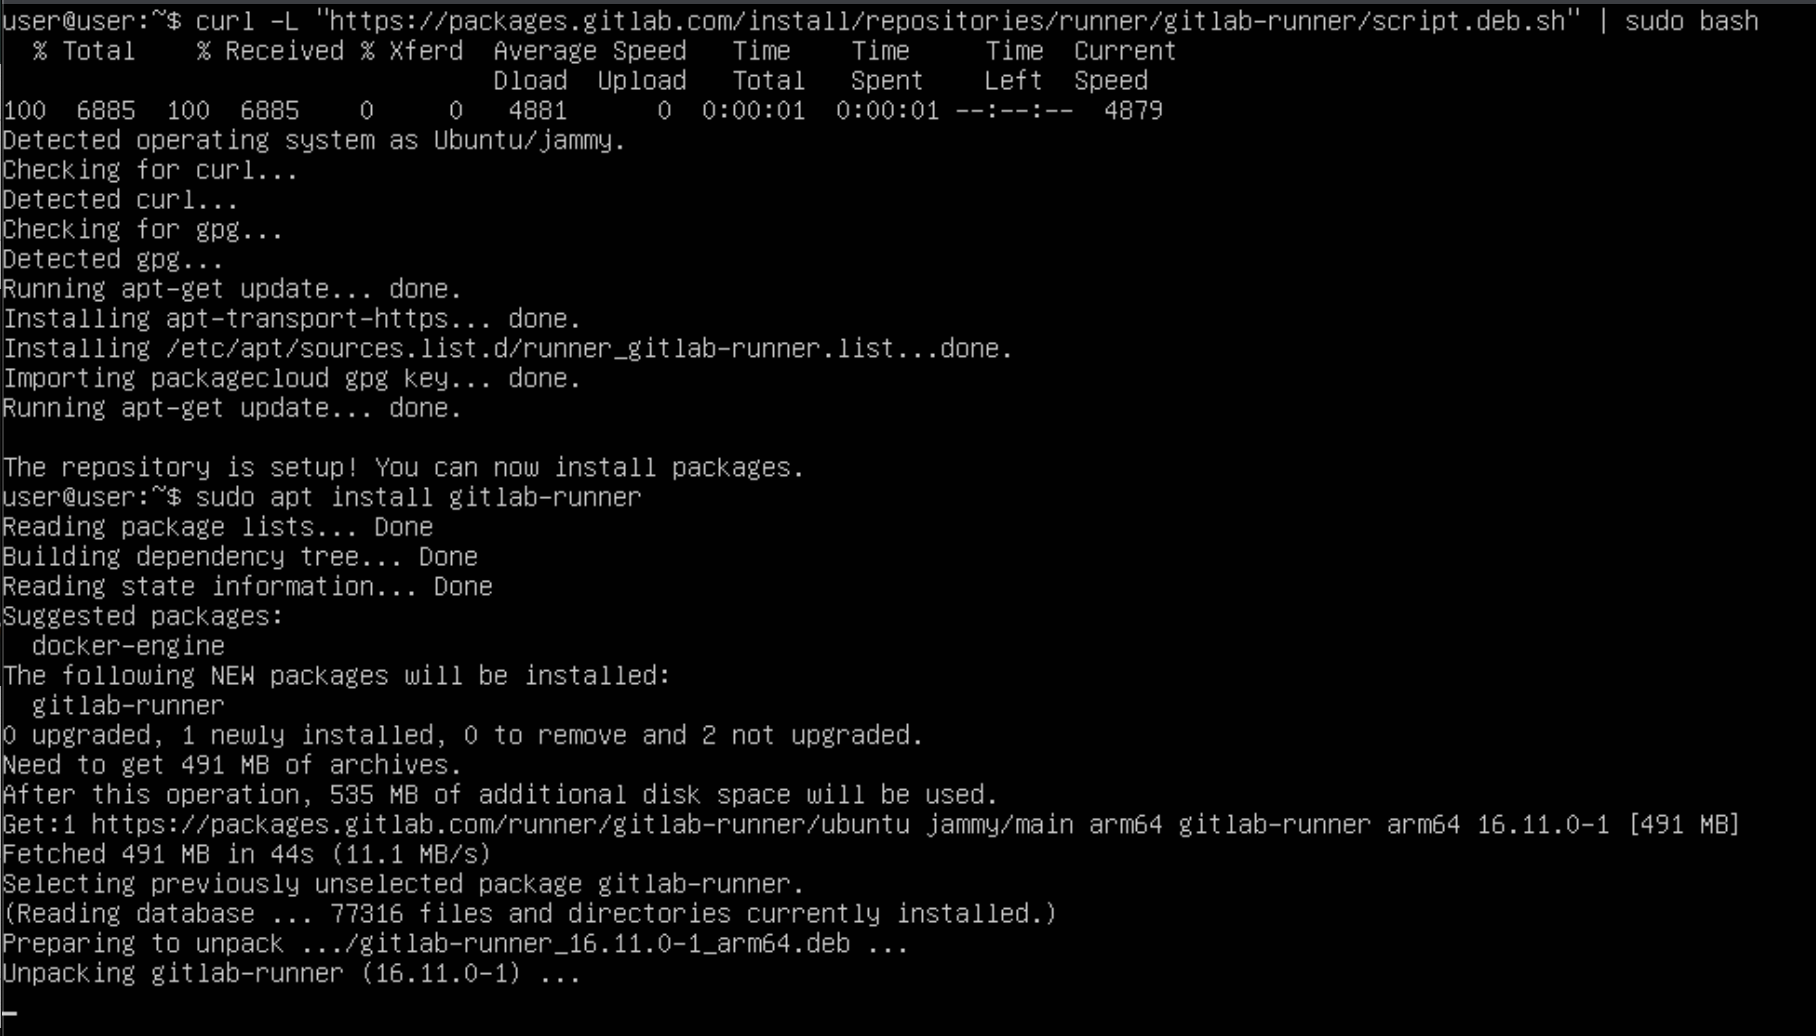 user@user:~$ curl -L "https://packages.gitlab.com/install/repositories/runner/gitlab-runner/script.deb.sh" | sudo bash
  % Total    % Received % Xferd  Average Speed   Time    Time     Time  Current
                                 Dload  Upload   Total   Spent    Left  Speed
100  6885  100  6885    0     0   4881      0  0:00:01  0:00:01 --:--:--  4879
Detected operating system as Ubuntu/jammy.
Checking for curl...
Detected curl...
Checking for gpg...
Detected gpg...
Running apt-get update... done.
Installing apt-transport-https... done.
Installing /etc/apt/sources.list.d/runner_gitlab-runner.list...done.
Importing packagecloud gpg key... done.
Running apt-get update... done.

The repository is setup! You can now install packages.
user@user:~$ sudo apt install gitlab-runner
Reading package lists... Done
Building dependency tree... Done
Reading state information... Done
Suggested packages:
  docker-engine
The following NEW packages will be installed:
  gitlab-runner
0 upgraded, 1 newly installed, 0 to remove and 2 not upgraded.
Need to get 491 MB of archives.
After this operation, 535 MB of additional disk space will be used.
Get:1 https://packages.gitlab.com/runner/gitlab-runner/ubuntu jammy/main arm64 gitlab-runner arm64 16.11.0-1 [491 MB]
Fetched 491 MB in 44s (11.1 MB/s)
Selecting previously unselected package gitlab-runner.
(Reading database ... 77316 files and directories currently installed.)
Preparing to unpack .../gitlab-runner_16.11.0-1_arm64.deb ...
Unpacking gitlab-runner (16.11.0-1) ...